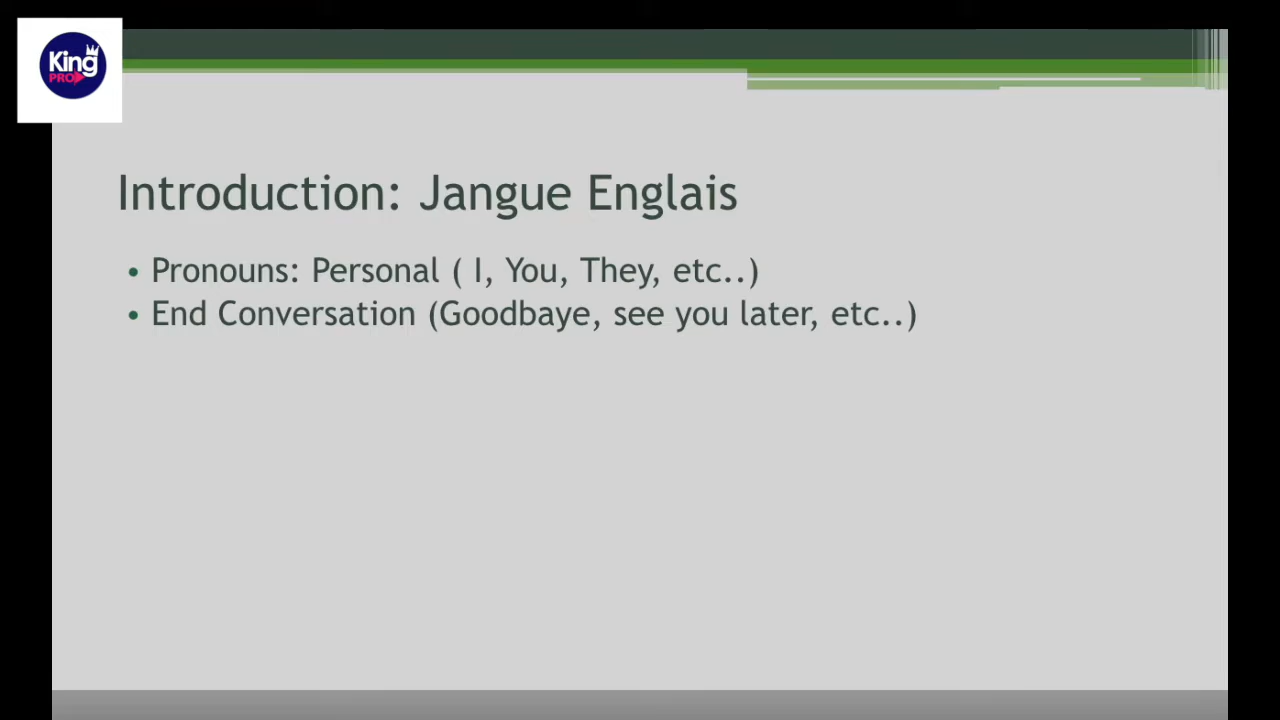 King
PRO
Introduction: Jangue Englais
• Pronouns: Personal ( I, You, They, etc..)
• End Conversation (Goodbaye, see you later, etc..)